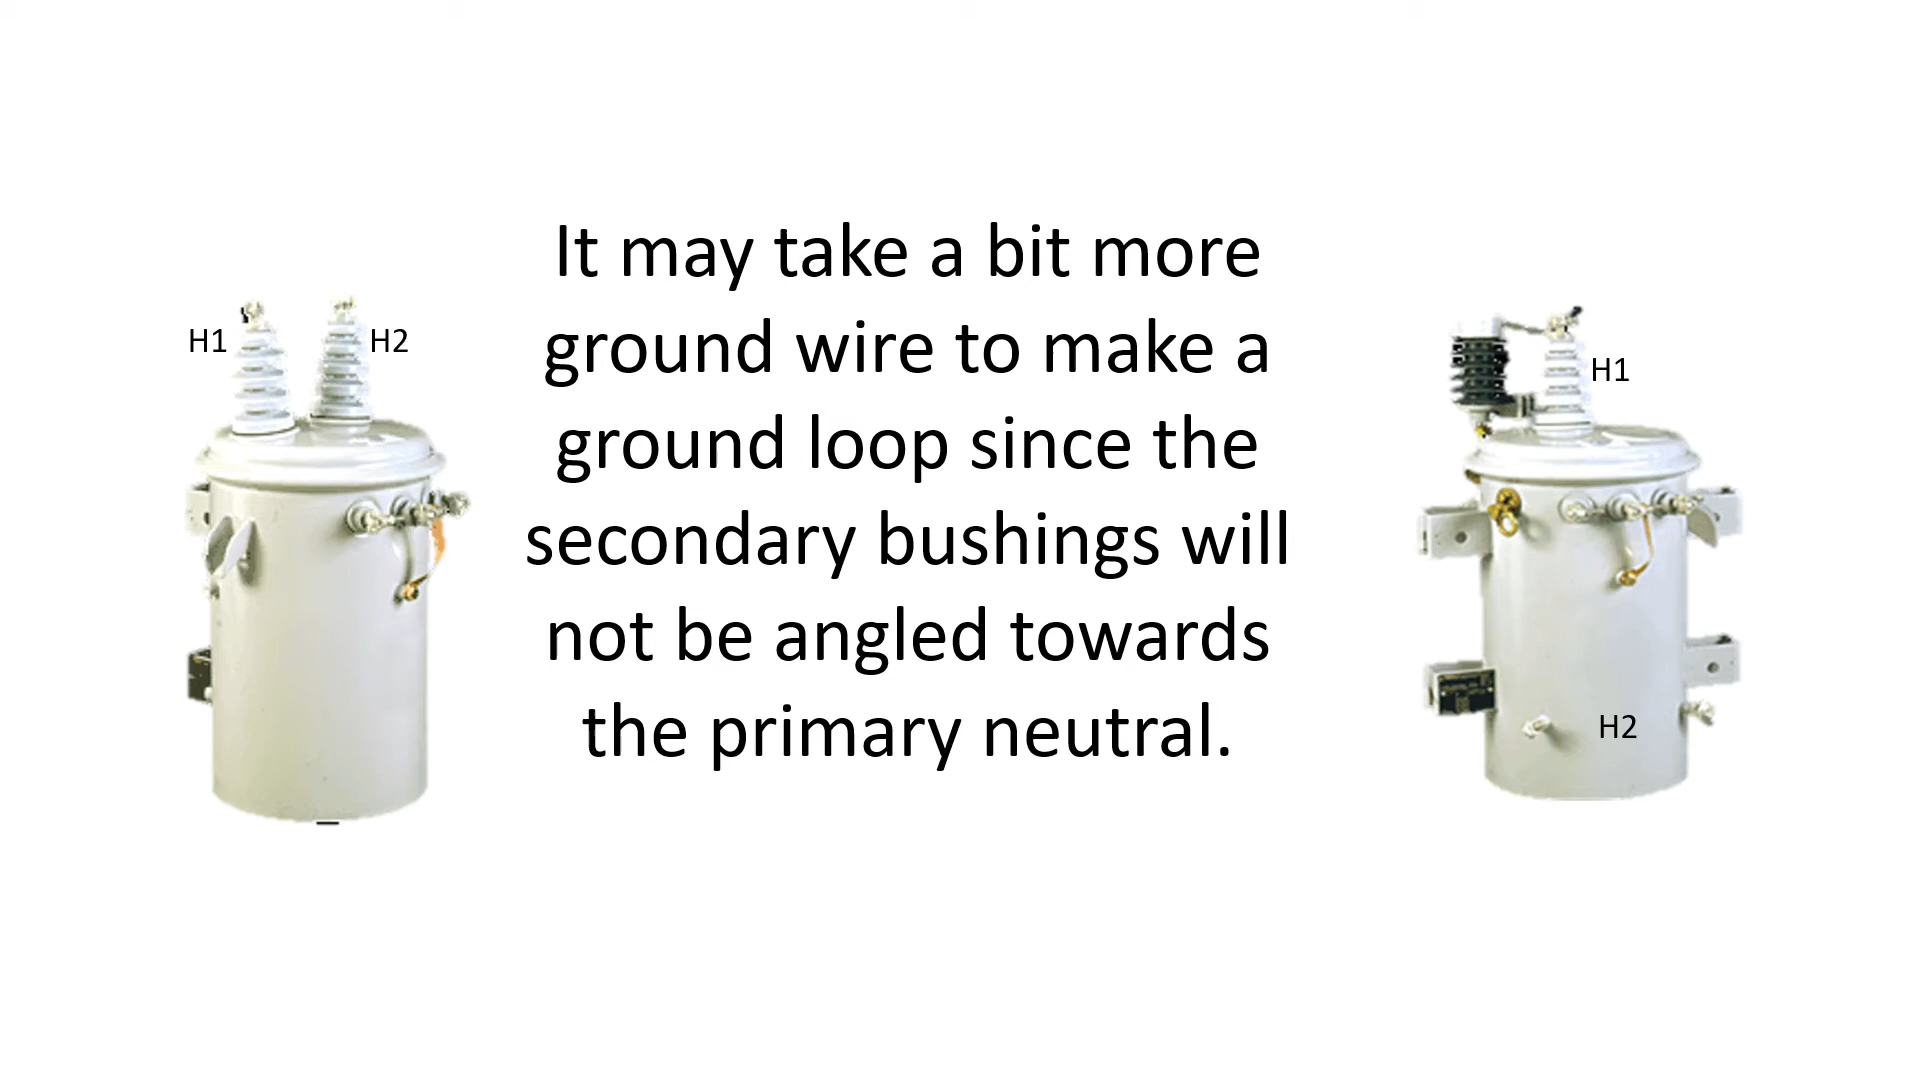 It may take a bit more
ground wire to make a
ground loop since the
secondary bushings will
not be angled towards
the primary neutral.
H1
H2
H1
H2